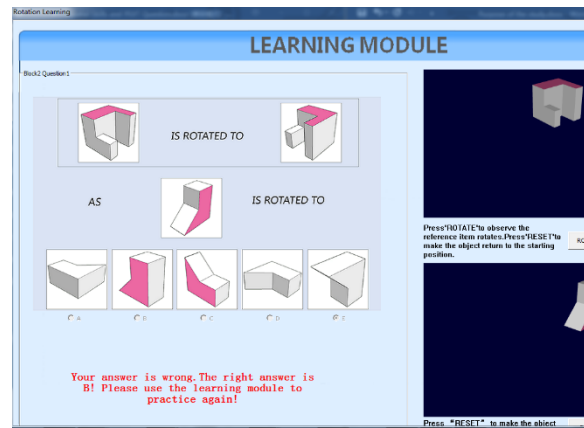 Rotation Learning
LEARNING MODULE
Block2 Question1
IS ROTATED TO
AS
IS ROTATED TO
A
B
C
D
E
Your answer is wrong.The right answer is
B! Please use the learning module to
practice again!
Press'ROTATE'to observe the
reference item rotates.Press'RESET'to
make the object return to the starting
position.
RO
Press "RESET" to make the object